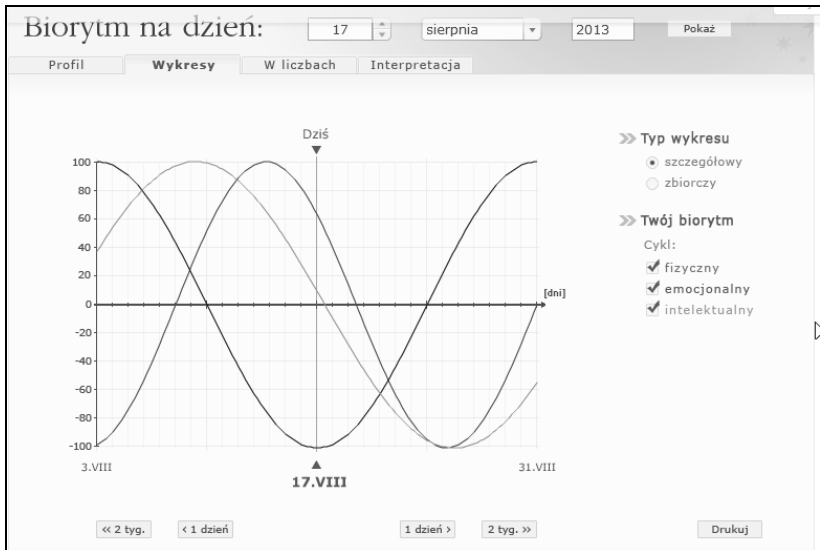 Biorytm na dzień: 17 sierpnia 2013 Pokaż
Profil Wykresy W liczbach Interpretacja
Dziś
100
80
60
40
20
0
-20
-40
-60
-80
-100
[dni]
3.VIII
17.VIII
31.VIII
Typ wykresu
szczegółowy
zbiorczy
Twój biorytm
Cykl:
fizyczny
emocjonalny
intelektualny
« 2 tyg. ‹ 1 dzień 1 dzień › 2 tyg. » Drukuj